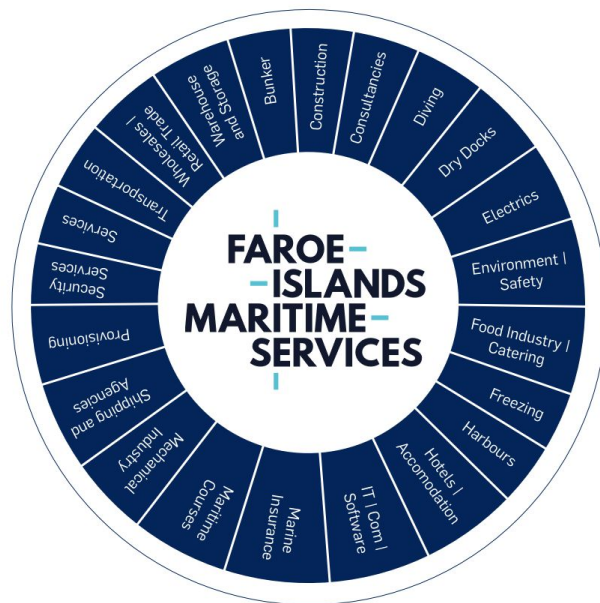 FAROE
ISLANDS
MARITIME
SERVICES
Bunker
Construction
Consultancies
Diving
Dry Docks
Electrics
Environment |
Safety
Food Industry |
Catering
Freezing
Harbours
Hotels |
Accomodation
IT | Com |
Software
Marine
Insurance
Maritime
Courses
Mechanical
Industry
Shipping and
Agencies
Provisioning
Security
Services
Services
Transportation
Wholesales |
Retail Trade
Warehouse
and Storage